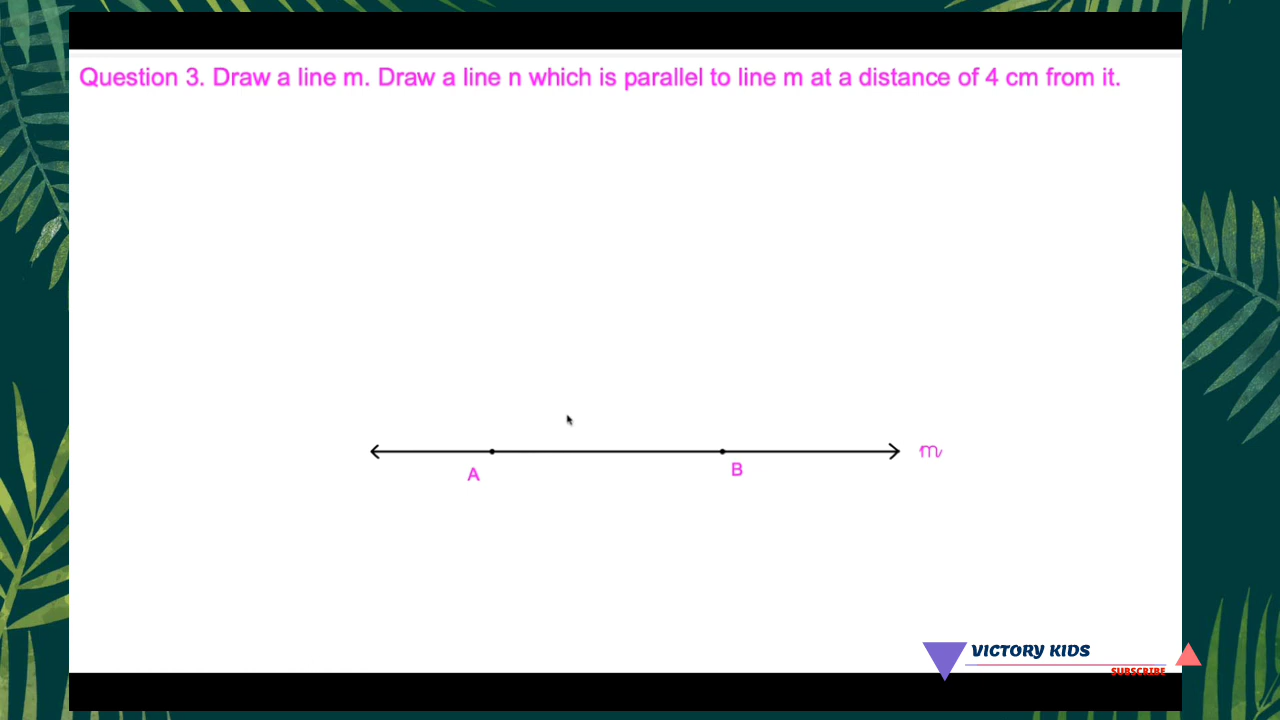 Question 3. Draw a line m. Draw a line n which is parallel to line m at a distance of 4 cm from it.
m
A
B
VICTORY KIDS
SUBSCRIBE